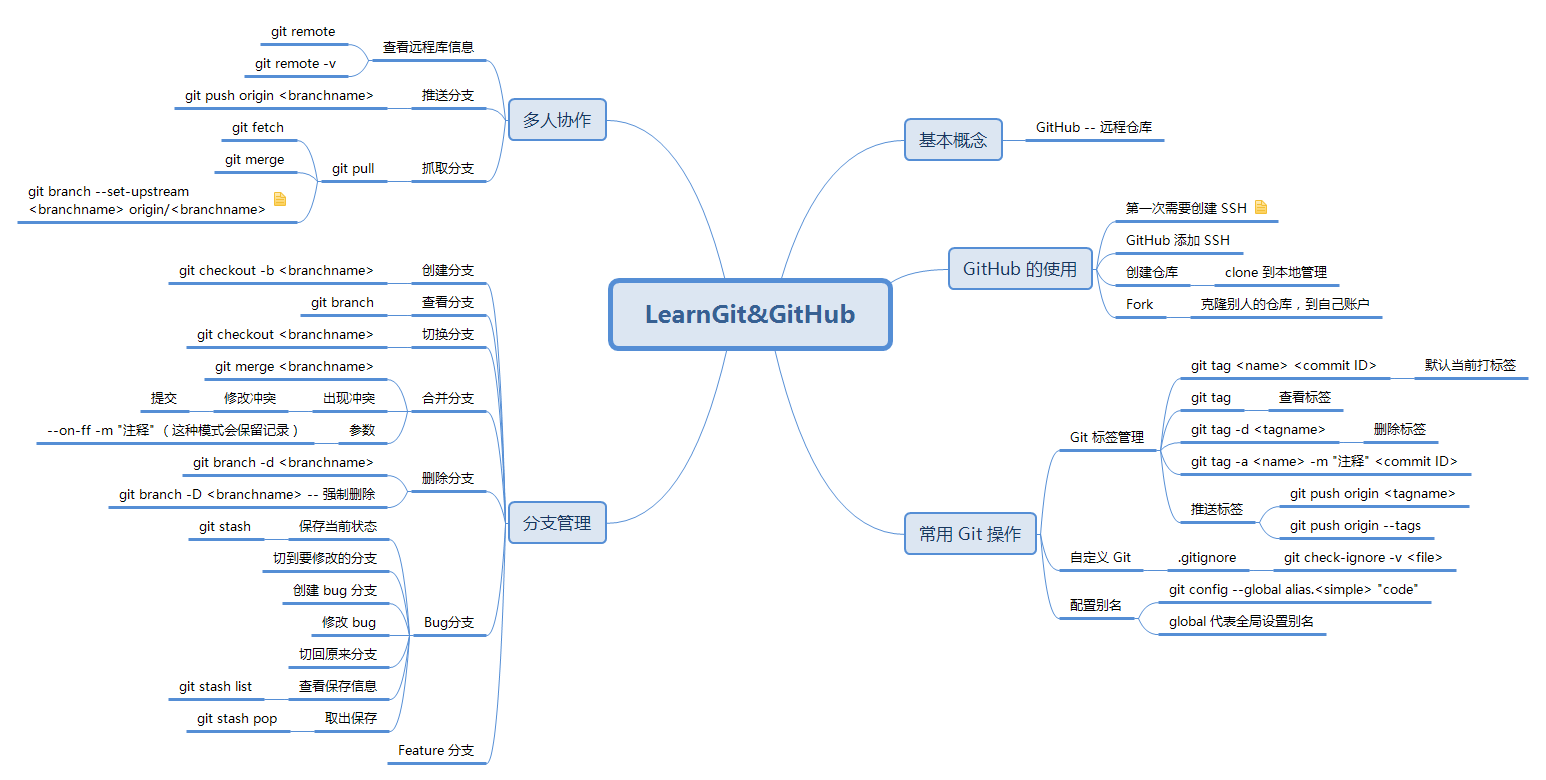 LearnGit&GitHub
基本概念
GitHub -- 远程仓库
GitHub 的使用
第一次需要创建 SSH
GitHub 添加 SSH
创建仓库
clone 到本地管理
Fork
克隆别人的仓库，到自己账户
常用 Git 操作
Git 标签管理
git tag <name> <commit ID>
默认当前打标签
git tag
查看标签
git tag -d <tagname>
删除标签
git tag -a <name> -m "注释" <commit ID>
推送标签
git push origin <tagname>
git push origin --tags
自定义 Git
.gitignore
git check-ignore -v <file>
配置别名
git config --global alias.<simple> "code"
global 代表全局设置别名
多人协作
查看远程库信息
git remote
git remote -v
推送分支
git push origin <branchname>
抓取分支
git pull
git fetch
git merge
git branch --set-upstream
<branchname> origin/<branchname>
分支管理
创建分支
git checkout -b <branchname>
查看分支
git branch
切换分支
git checkout <branchname>
合并分支
git merge <branchname>
出现冲突
修改冲突
提交
参数
--on-ff -m "注释" （这种模式会保留记录）
删除分支
git branch -d <branchname>
git branch -D <branchname> -- 强制删除
Bug分支
保存当前状态
git stash
切到要修改的分支
创建 bug 分支
修改 bug
切回原来分支
查看保存信息
git stash list
取出保存
git stash pop
Feature 分支